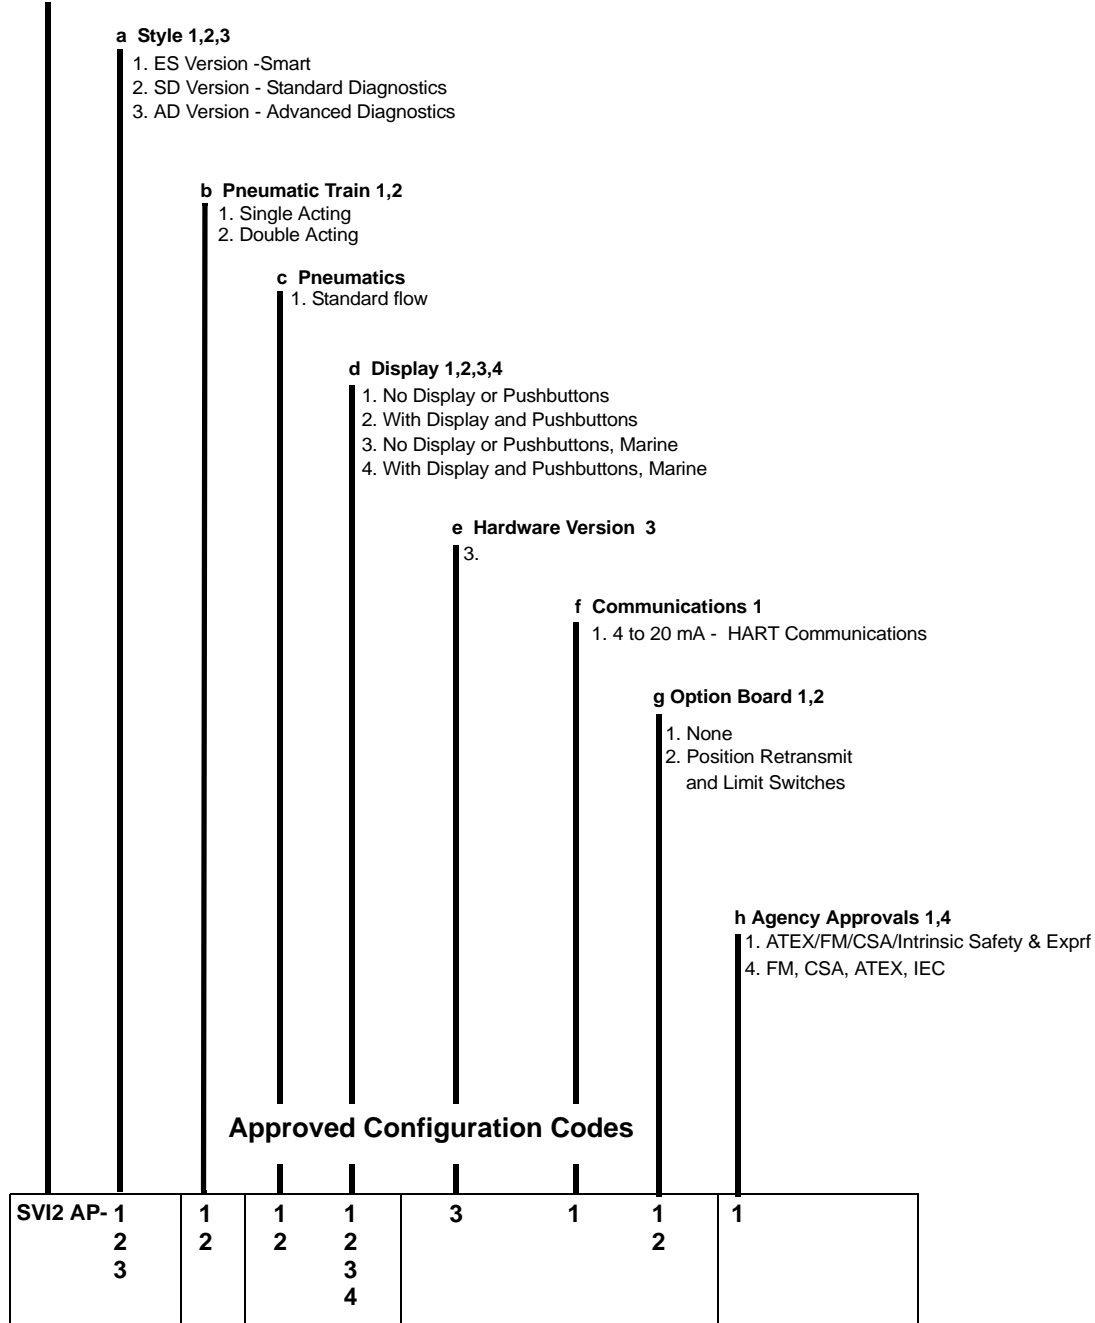 a Style 1,2,3
1. ES Version -Smart
2. SD Version - Standard Diagnostics
3. AD Version - Advanced Diagnostics
b Pneumatic Train 1,2
1. Single Acting
2. Double Acting
c Pneumatics
1. Standard flow
d Display 1,2,3,4
1. No Display or Pushbuttons
2. With Display and Pushbuttons
3. No Display or Pushbuttons, Marine
4. With Display and Pushbuttons, Marine
e Hardware Version 3
3.
f Communications 1
1. 4 to 20 mA - HART Communications
g Option Board 1,2
1. None
2. Position Retransmit
and Limit Switches
h Agency Approvals 1,4
1. ATEX/FM/CSA/Intrinsic Safety & Exprf
4. FM, CSA, ATEX, IEC
Approved Configuration Codes
SVI2 AP- 1 1 1 1 3 1 1 1
2 2 2 2 2
3 3
4